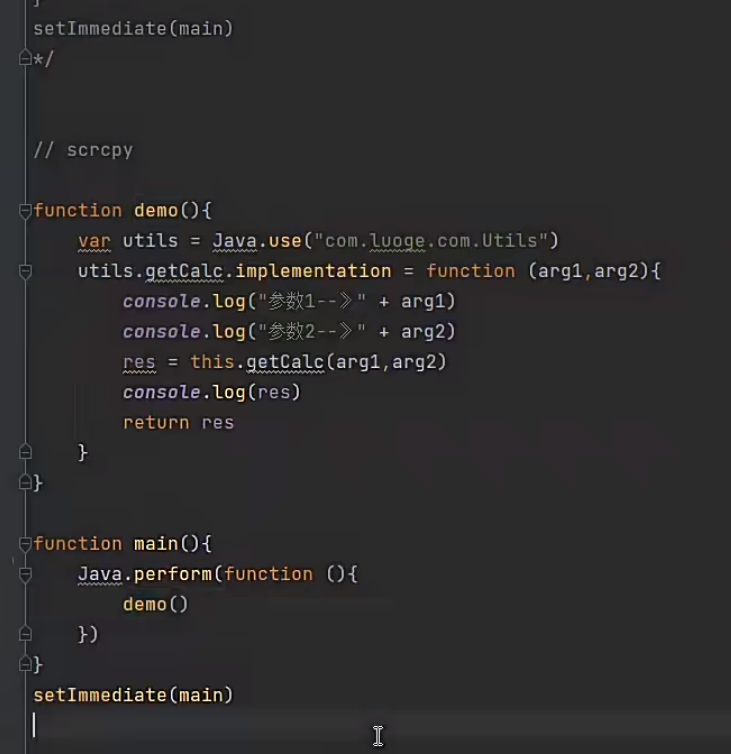 }
setImmediate(main)
*/
// scrcpy
function demo(){
    var utils = Java.use("com.luoge.com.Utils")
    utils.getCalc.implementation = function (arg1,arg2){
        console.log("参数1--》" + arg1)
        console.log("参数2--》" + arg2)
        res = this.getCalc(arg1,arg2)
        console.log(res)
        return res
    }
}
function main(){
    Java.perform(function (){
        demo()
    })
}
setImmediate(main)